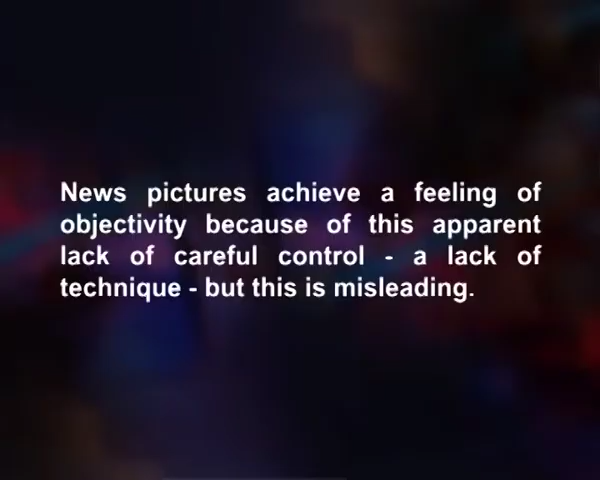 News pictures achieve a feeling of
objectivity because of this apparent
lack of careful control - a lack of
technique - but this is misleading.